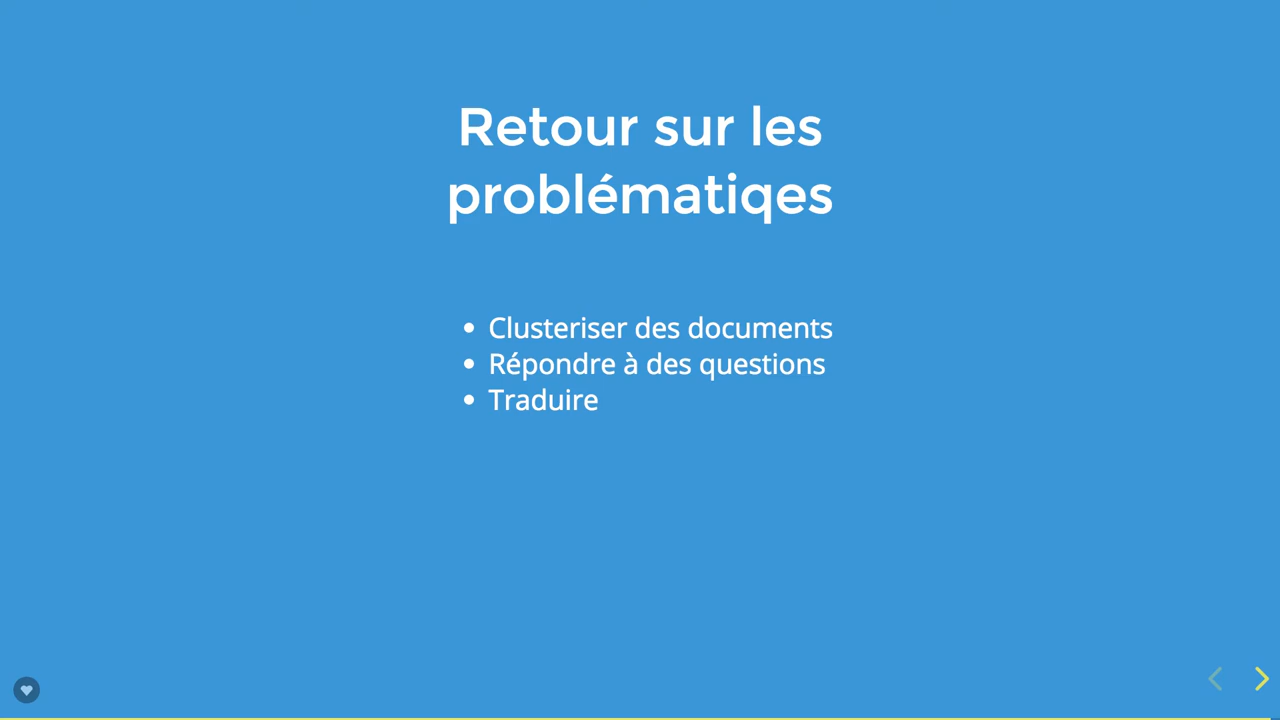 Retour sur les
problématiqes
• Clusteriser des documents
• Répondre à des questions
• Traduire